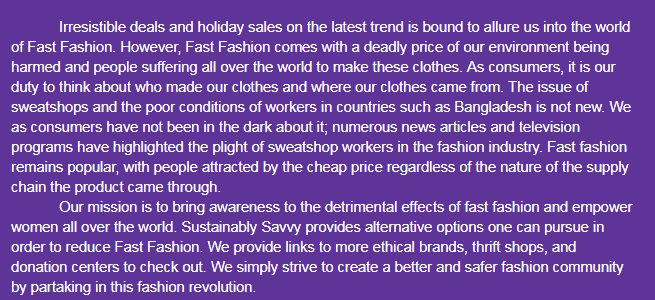 Irresistible deals and holiday sales on the latest trend is bound to allure us into the world
of Fast Fashion. However, Fast Fashion comes with a deadly price of our environment being
harmed and people suffering all over the world to make these clothes. As consumers, it is our
duty to think about who made our clothes and where our clothes came from. The issue of
sweatshops and the poor conditions of workers in countries such as Bangladesh is not new. We
as consumers have not been in the dark about it; numerous news articles and television
programs have highlighted the plight of sweatshop workers in the fashion industry. Fast fashion
remains popular, with people attracted by the cheap price regardless of the nature of the supply
chain the product came through.
Our mission is to bring awareness to the detrimental effects of fast fashion and empower
women all over the world. Sustainably Savvy provides alternative options one can pursue in
order to reduce Fast Fashion. We provide links to more ethical brands, thrift shops, and
donation centers to check out. We simply strive to create a better and safer fashion community
by partaking in this fashion revolution.